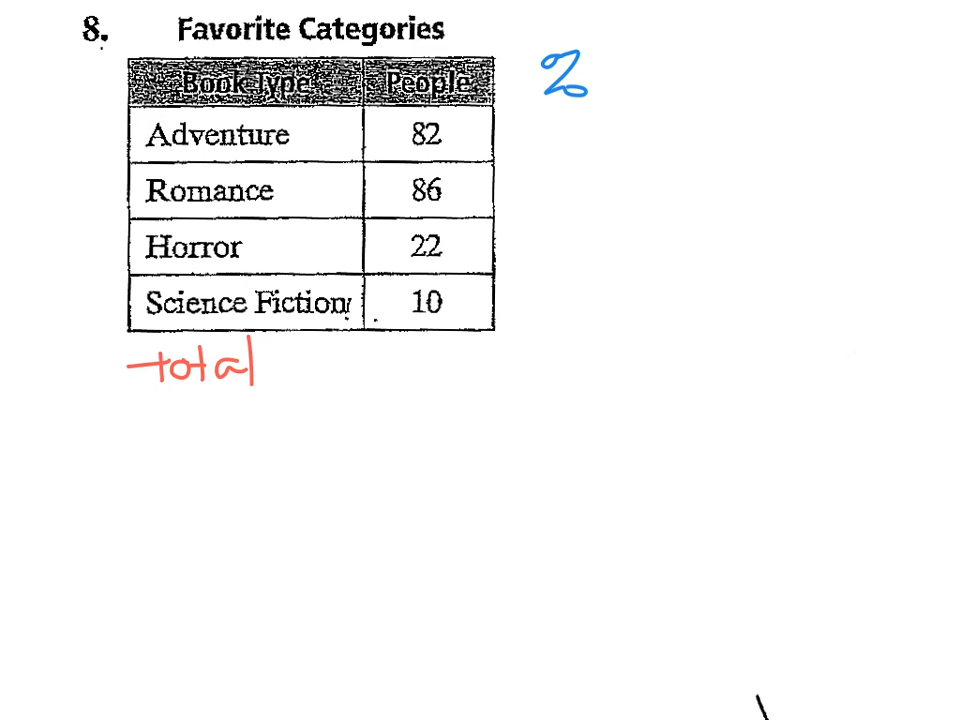 8. Favorite Categories
Book Type People %
Adventure 82
Romance 86
Horror 22
Science Fiction 10
total